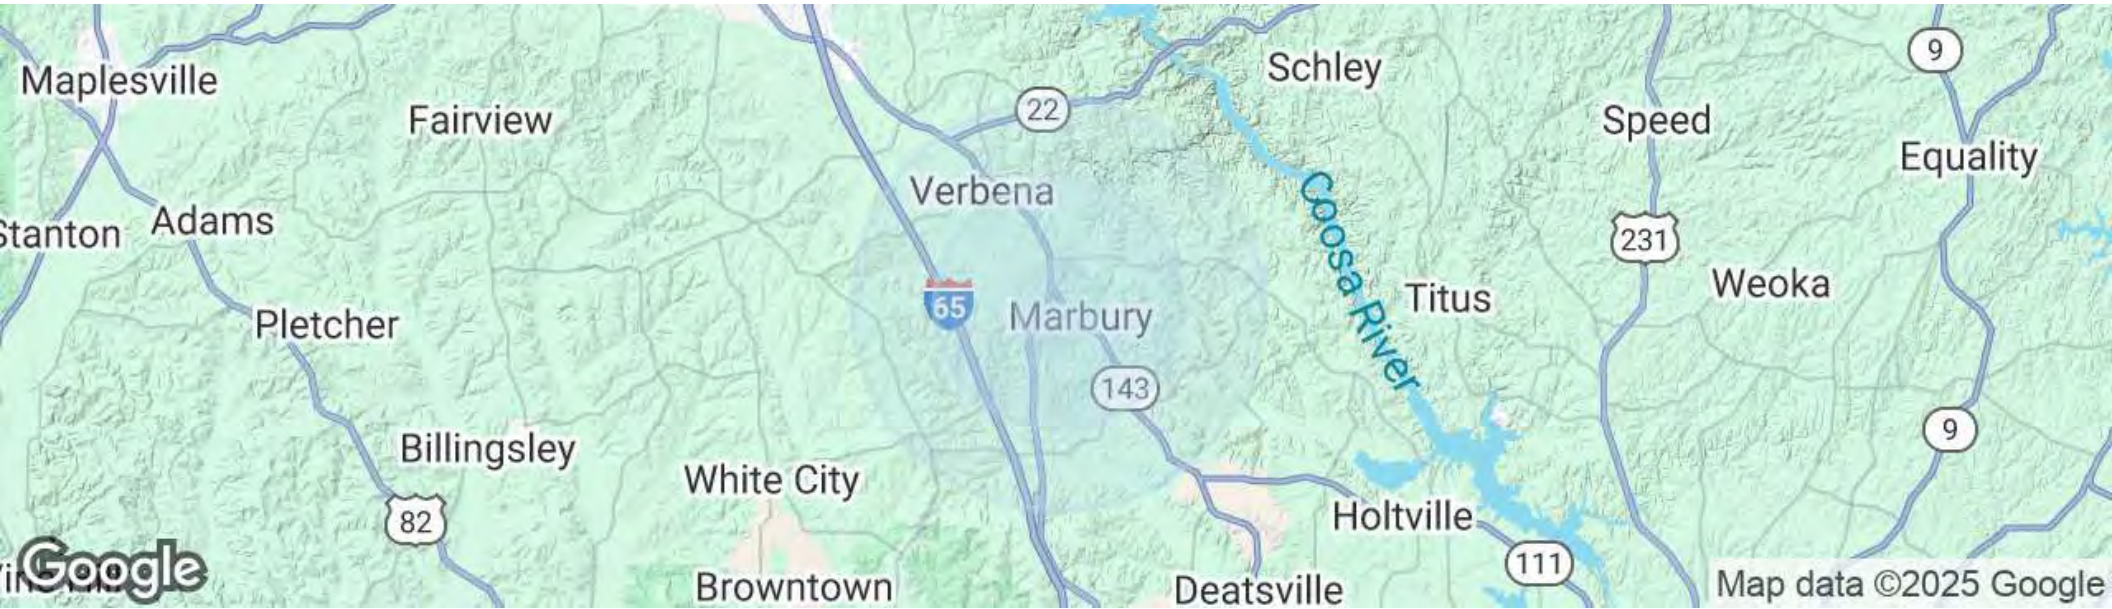 9
Schley
Maplesville
22
Fairview
Speed
Equality
Verbena
Coosa River
Adams
Stanton
231
Weoka
Titus
65
Marbury
Pletcher
143
9
Billingsley
White City
Holtville
82
111
Google
Browntown
Deatsville
Map data ©2025 Google